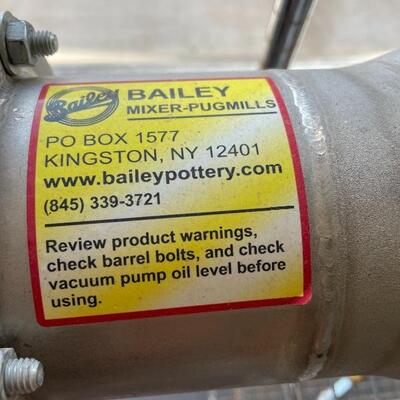 Bailey
BAILEY
MIXER-PUGMILLS
PO BOX 1577
KINGSTON, NY 12401
www.baileypottery.com
(845) 339-3721
Review product warnings,
check barrel bolts, and check
vacuum pump oil level before
using.